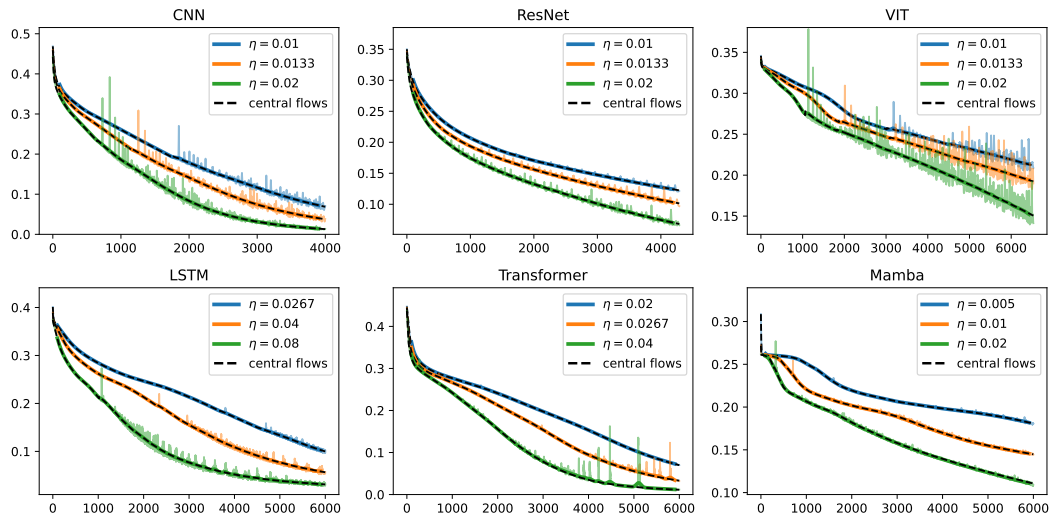 CNN
0.5
0.4
0.3
0.2
0.1
0.0
0 1000 2000 3000 4000
η = 0.01
η = 0.0133
η = 0.02
central flows
ResNet
0.35
0.30
0.25
0.20
0.15
0.10
0 1000 2000 3000 4000
η = 0.01
η = 0.0133
η = 0.02
central flows
VIT
0.35
0.30
0.25
0.20
0.15
0 1000 2000 3000 4000 5000 6000
η = 0.01
η = 0.0133
η = 0.02
central flows
LSTM
0.4
0.3
0.2
0.1
0 1000 2000 3000 4000 5000 6000
η = 0.0267
η = 0.04
η = 0.08
central flows
Transformer
0.4
0.3
0.2
0.1
0.0
0 1000 2000 3000 4000 5000 6000
η = 0.02
η = 0.0267
η = 0.04
central flows
Mamba
0.30
0.25
0.20
0.15
0.10
0 1000 2000 3000 4000 5000 6000
η = 0.005
η = 0.01
η = 0.02
central flows